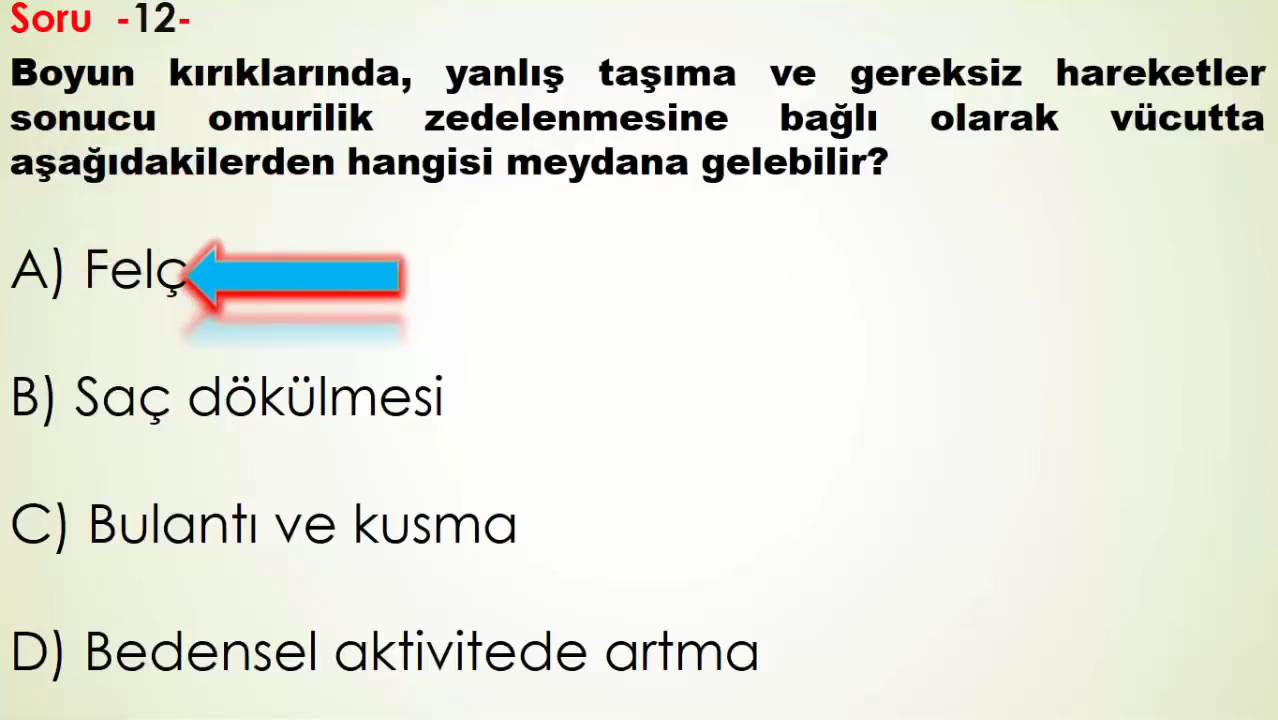 Soru -12-
Boyun kırıklarında, yanlış taşıma ve gereksiz hareketler
sonucu omurilik zedelenmesine bağlı olarak vücutta
aşağıdakilerden hangisi meydana gelebilir?
A) Felç
B) Saç dökülmesi
C) Bulantı ve kusma
D) Bedensel aktivitede artma